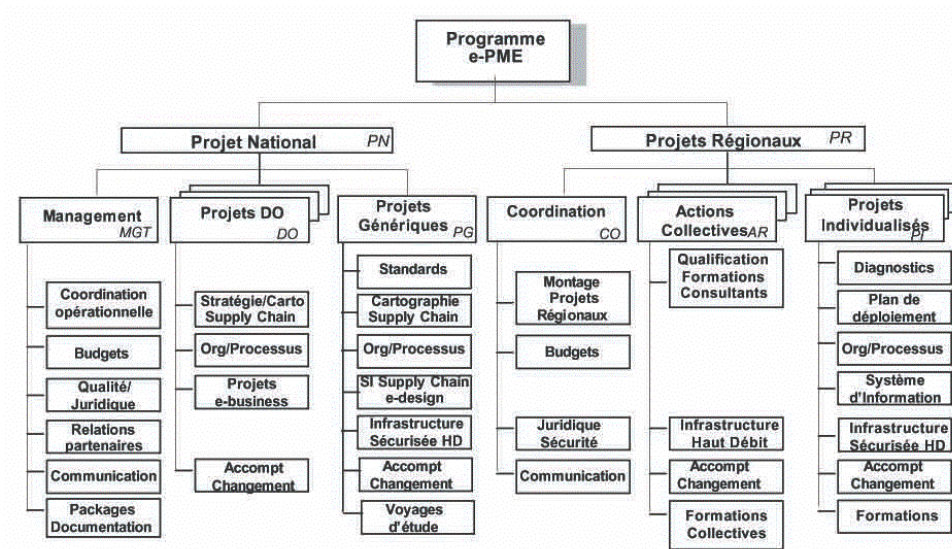 Programme
e-PME
Projet National PN
Projets Régionaux PR
Management
MGT
Projets DO
DO
Projets
Génériques PG
Coordination
CO
Actions
Collectives AR
Projets
Individualisés
PI
Coordination
opérationnelle
Budgets
Qualité/
Juridique
Relations
partenaires
Communication
Packages
Documentation
Stratégie/Carto
Supply Chain
Org/Processus
Projets
e-business
Accompt
Changement
Standards
Cartographie
Supply Chain
Org/Processus
SI Supply Chain
e-design
Infrastructure
Sécurisée HD
Accompt
Changement
Voyages
d'étude
Montage
Projets
Régionaux
Budgets
Juridique
Sécurité
Communication
Qualification
Formations
Consultants
Infrastructure
Haut Débit
Accompt
Changement
Formations
Collectives
Diagnostics
Plan de
déploiement
Org/Processus
Système
d'Information
Infrastructure
Sécurisée HD
Accompt
Changement
Formations